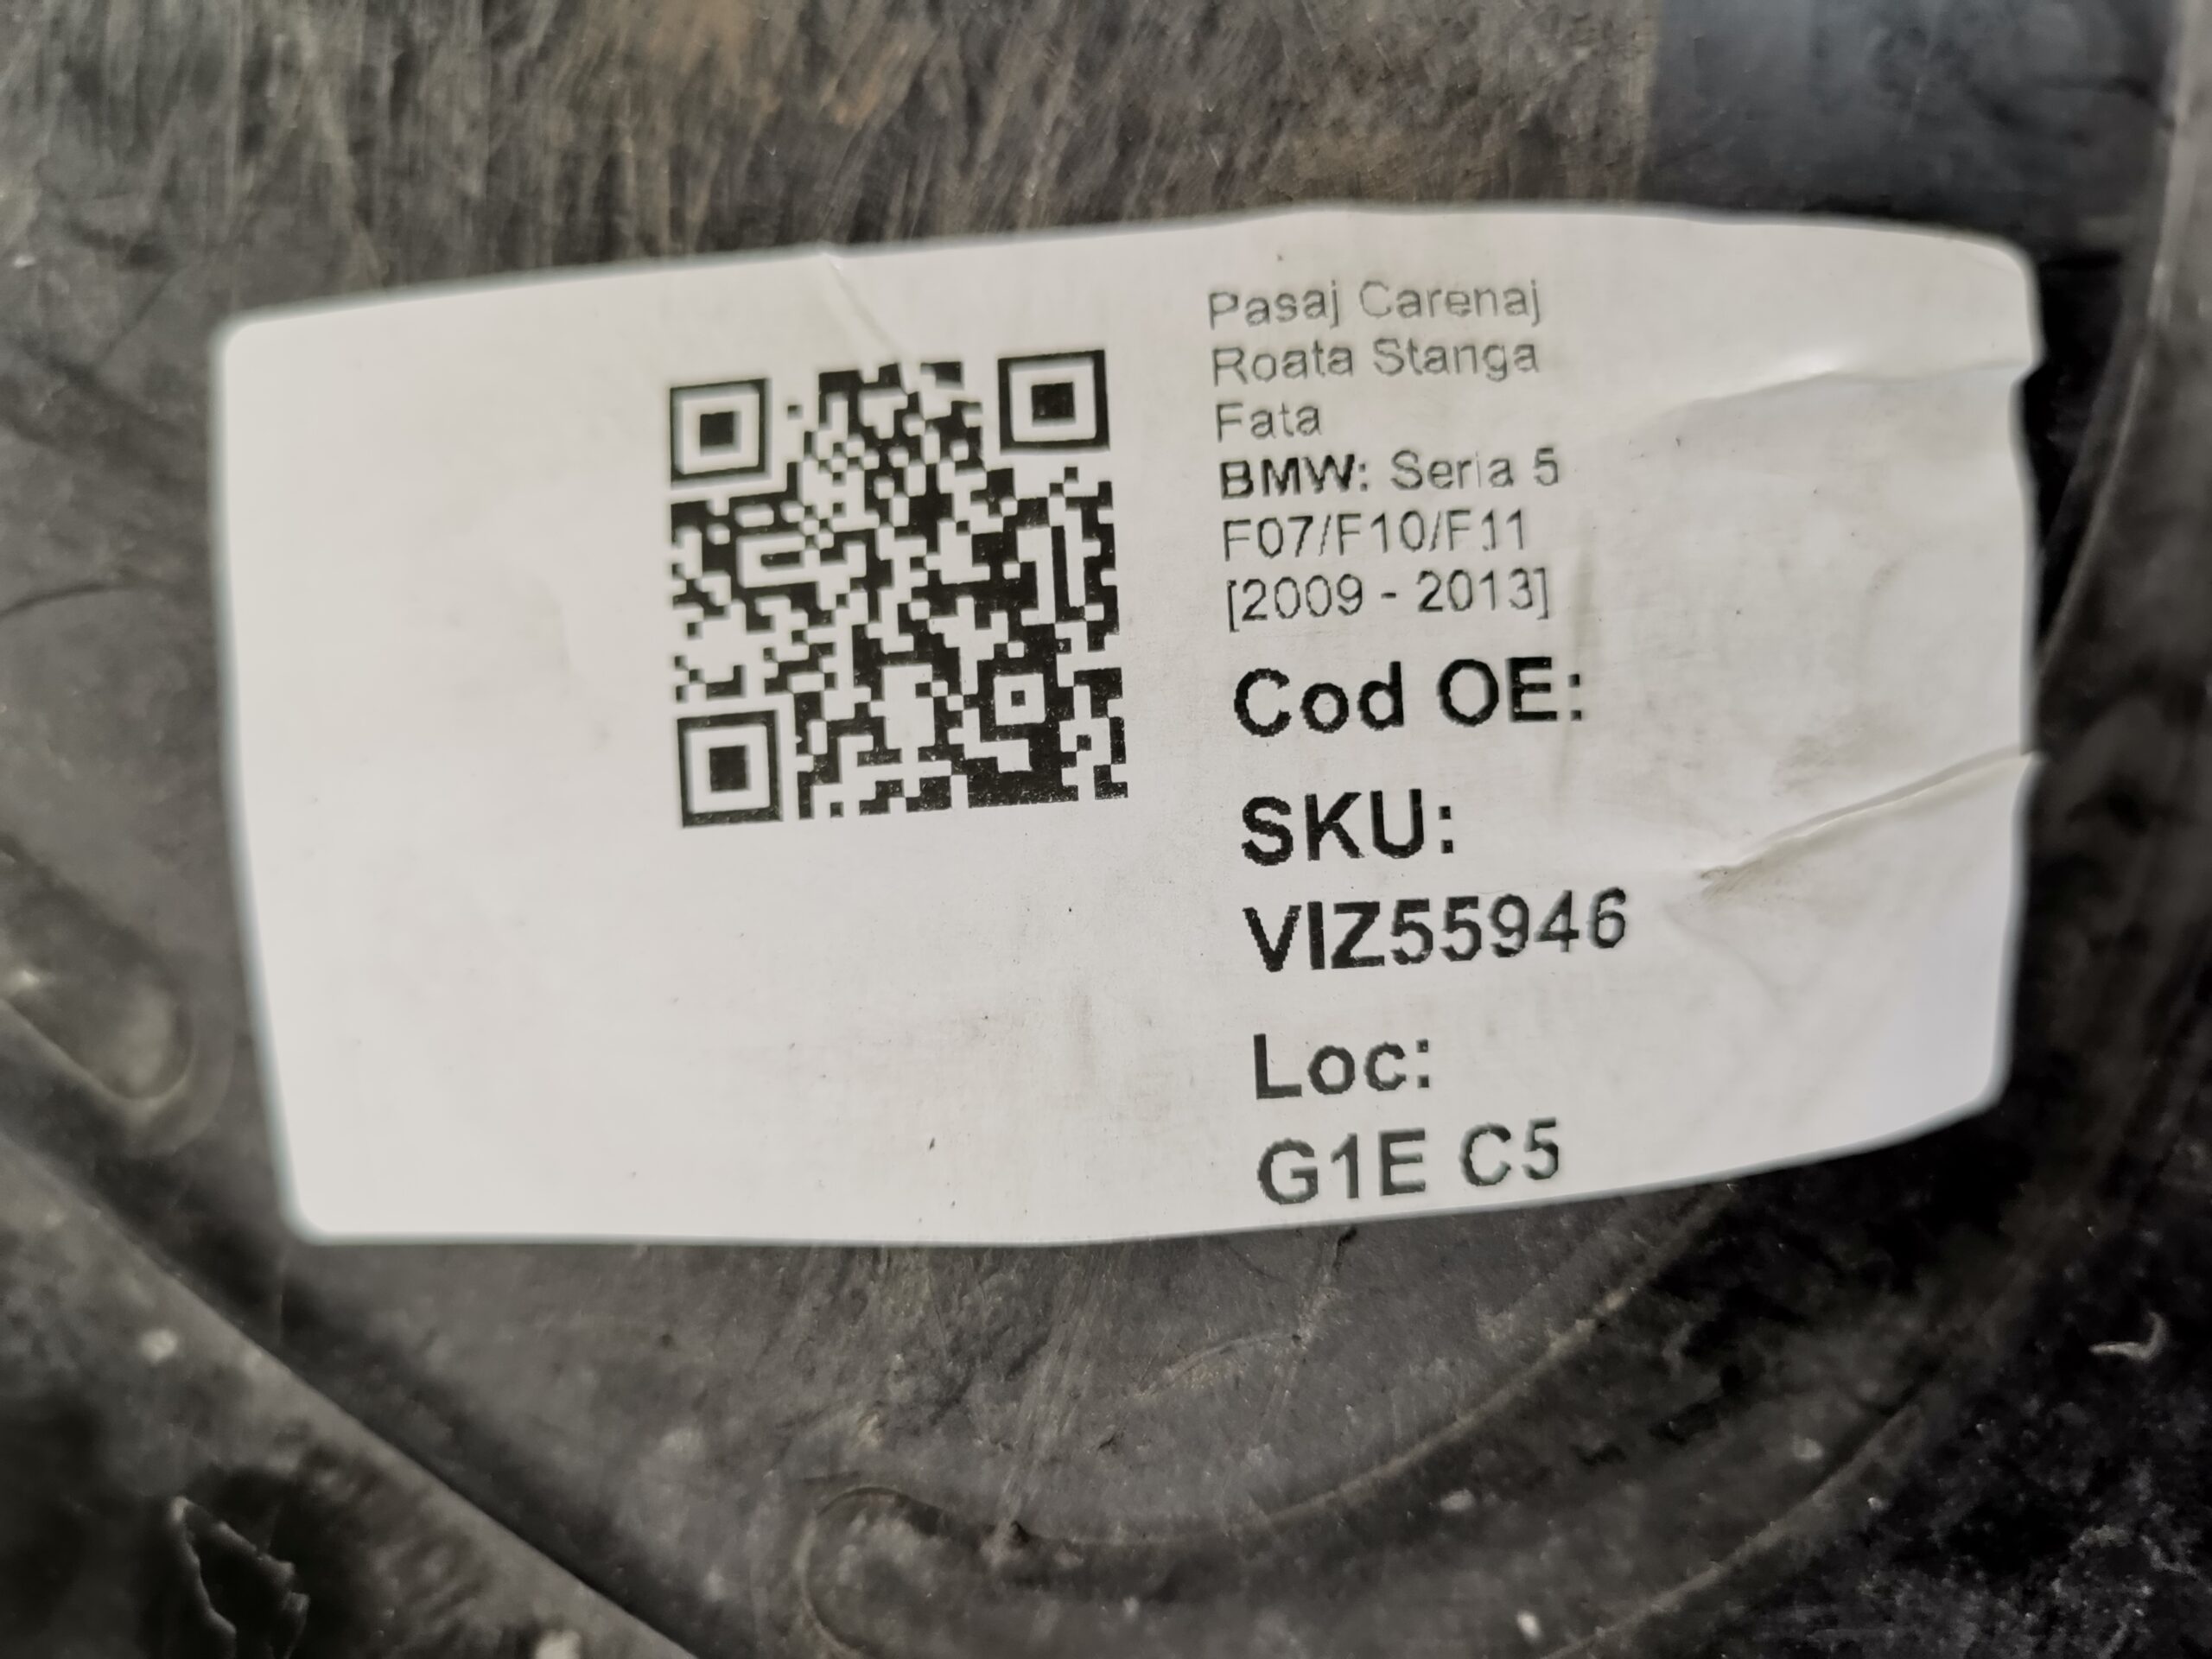 Pasaj Carenaj
Roata Stanga
Fata
BMW: Seria 5
F07/F10/F11
[2009 - 2013]
Cod OE:
SKU:
VIZ55946
Loc:
G1E C5